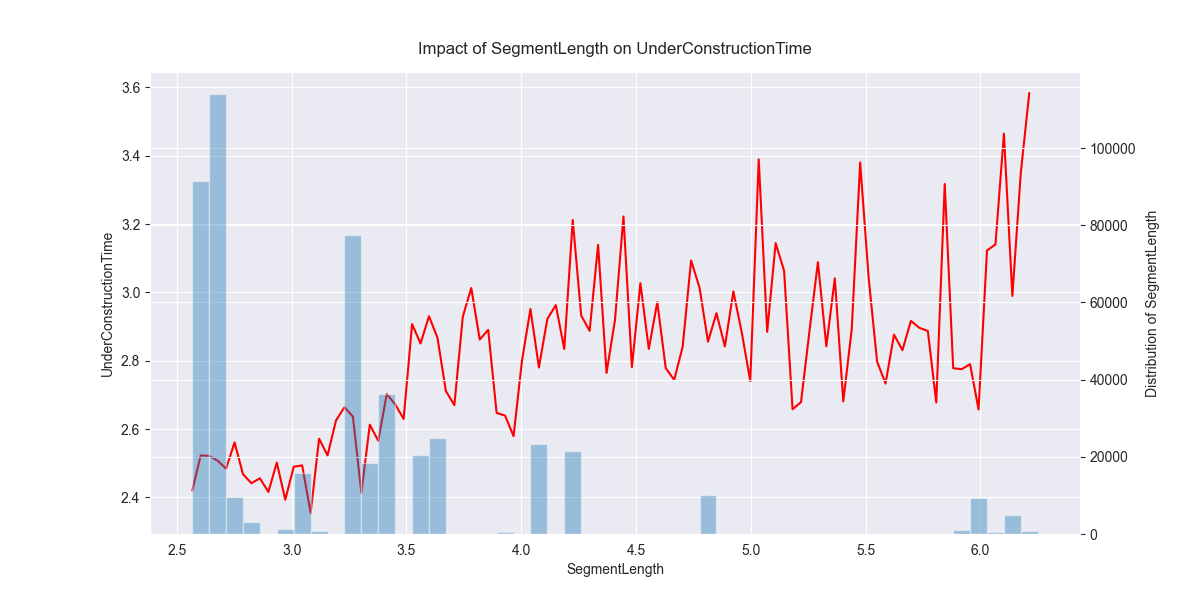 Impact of SegmentLength on UnderConstructionTime
3.6
3.4
3.2
3.0
2.8
2.6
2.4
UnderConstructionTime
100000
80000
60000
40000
20000
0
Distribution of SegmentLength
2.5 3.0 3.5 4.0 4.5 5.0 5.5 6.0
SegmentLength